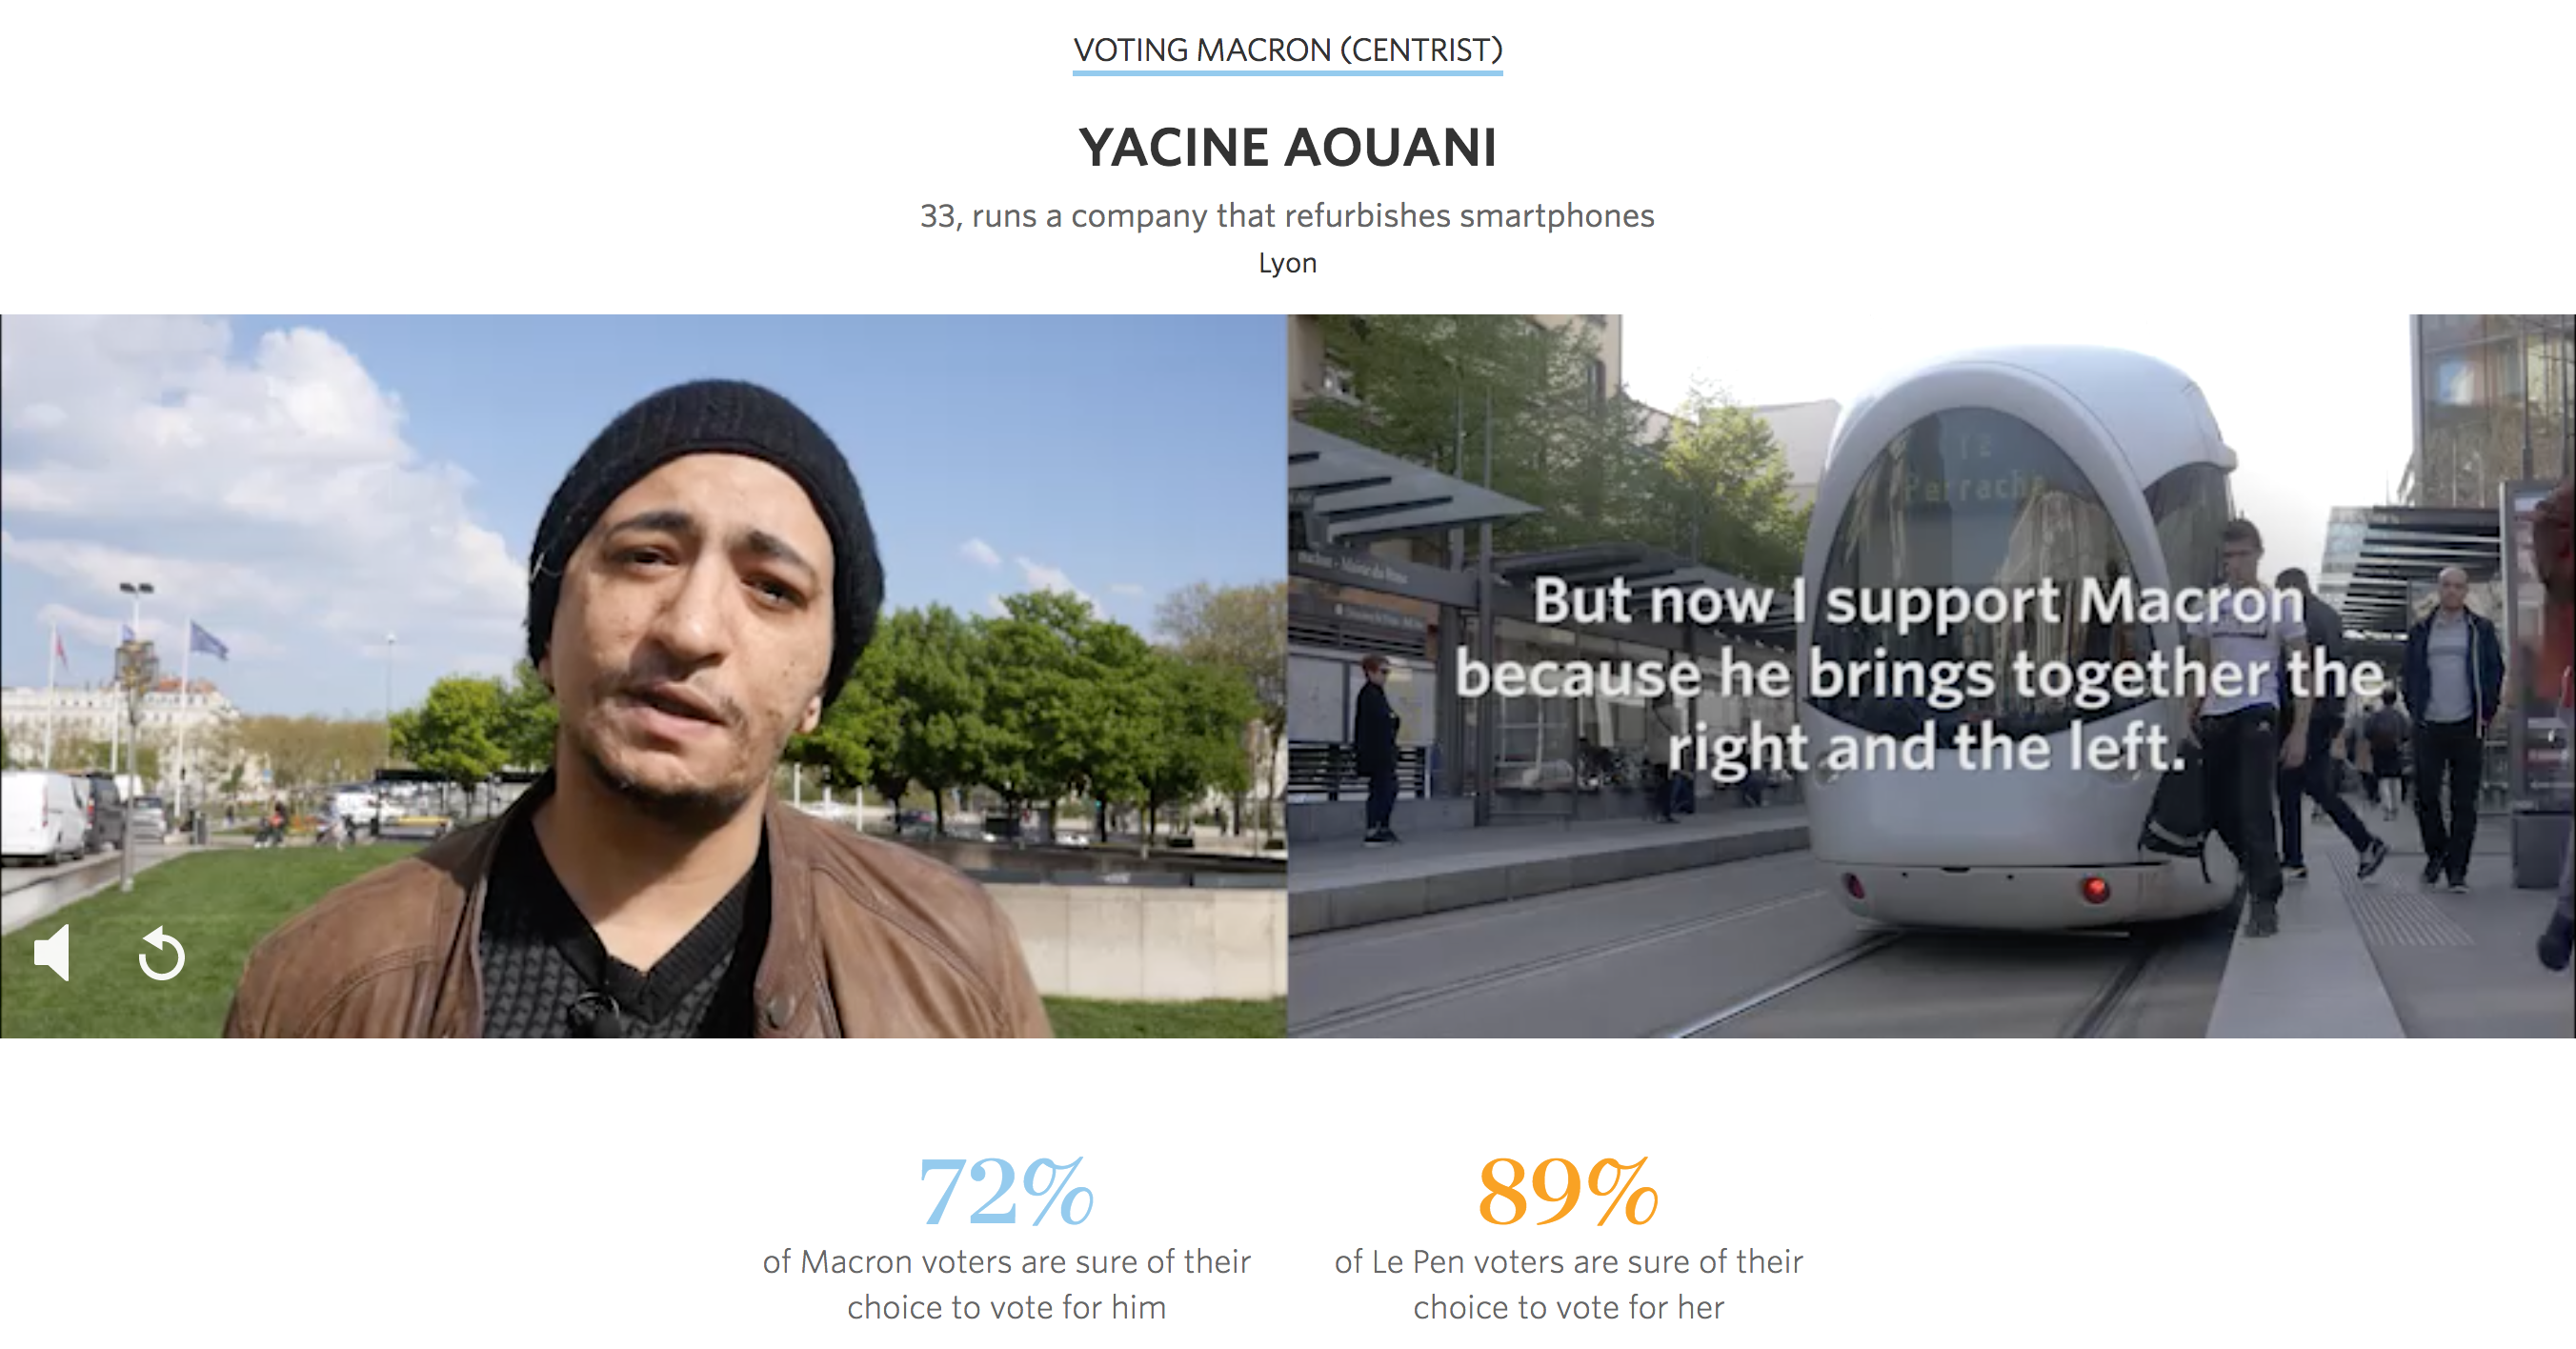 VOTING MACRON (CENTRIST)
YACINE AOUANI
33, runs a company that refurbishes smartphones
Lyon
T2
Perrache
But now I support Macron
because he brings together the
right and the left.
72%
of Macron voters are sure of their
choice to vote for him
89%
of Le Pen voters are sure of their
choice to vote for her